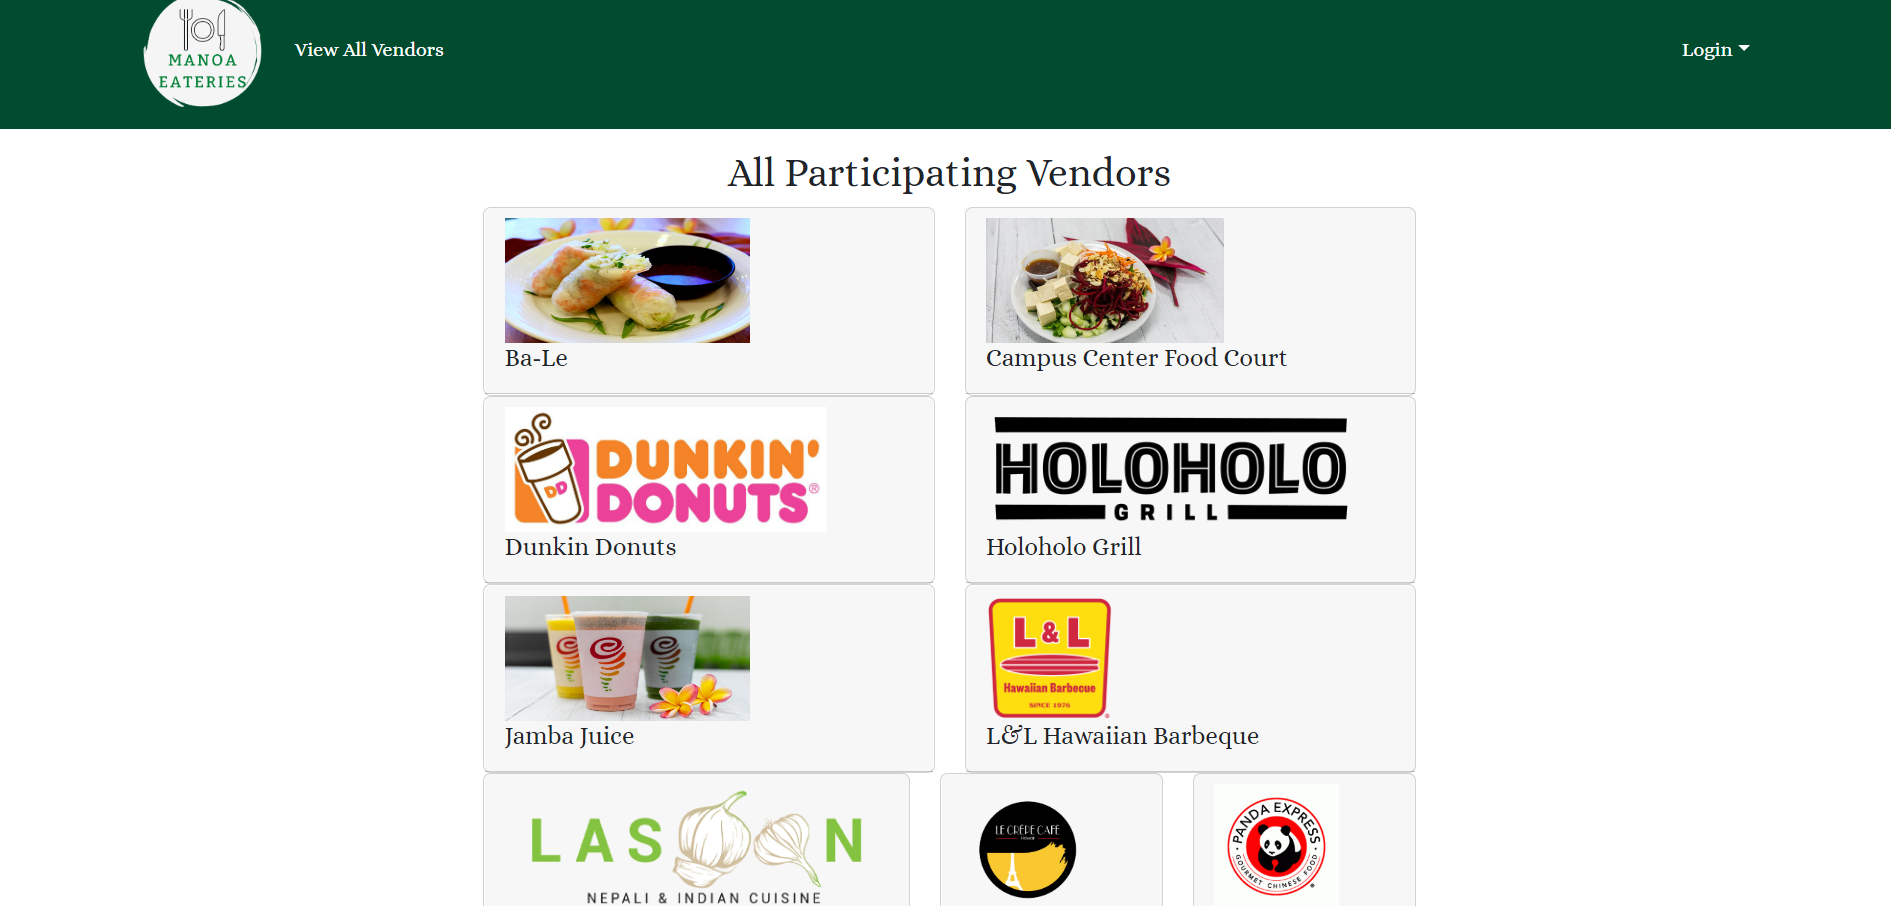 MANOA
EATERIES
View All Vendors
Login
All Participating Vendors
Ba-Le
Campus Center Food Court
DUNKIN'
DONUTS®
DD
Dunkin Donuts
HOLOHOLO
GRILL
Holoholo Grill
Jamba Juice
L&L
Hawaiian Barbecue
SINCE 1976
®
L&L Hawaiian Barbeque
LASOON
NEPALI & INDIAN CUISINE
LE CRÊPE CAFÉ
PANDA EXPRESS
GOURMET CHINESE FOOD
®